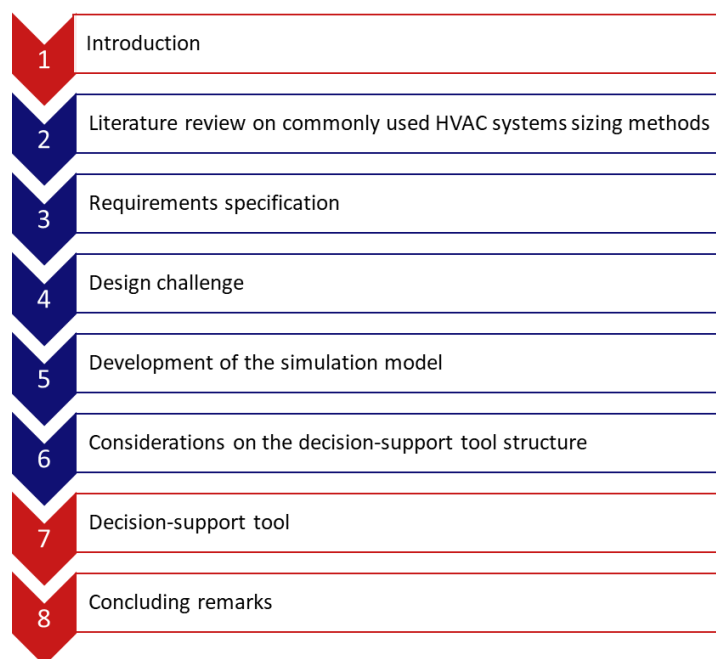 1 Introduction
2 Literature review on commonly used HVAC systems sizing methods
3 Requirements specification
4 Design challenge
5 Development of the simulation model
6 Considerations on the decision-support tool structure
7 Decision-support tool
8 Concluding remarks